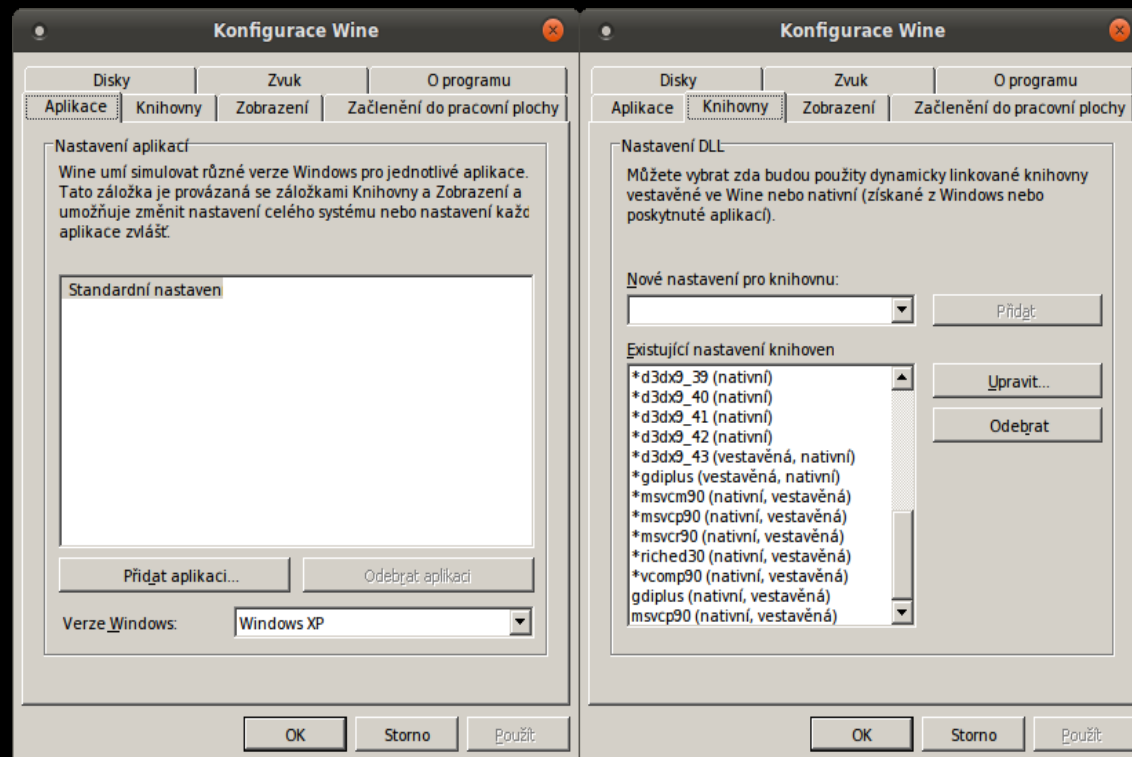 Konfigurace Wine
Disky
Zvuk
O programu
Aplikace
Knihovny
Zobrazení
Začlenění do pracovní plochy
Nastavení aplikací
Wine umí simulovat různé verze Windows pro jednotlivé aplikace.
Tato záložka je provázaná se záložkami Knihovny a Zobrazení a
umožňuje změnit nastavení celého systému nebo nastavení každ
aplikace zvlášť.
Standardní nastaven
Přidat aplikaci...
Odebrat aplikaci
Verze Windows:
Windows XP
OK
Storno
Použít
Konfigurace Wine
Disky
Zvuk
O programu
Aplikace
Knihovny
Zobrazení
Začlenění do pracovní plochy
Nastavení DLL
Můžete vybrat zda budou použity dynamicky linkované knihovny
vestavěné ve Wine nebo nativní (získané z Windows nebo
poskytnuté aplikací).
Nové nastavení pro knihovnu:
Přidat
Existující nastavení knihoven
*d3dx9_39 (nativní)
*d3dx9_40 (nativní)
*d3dx9_41 (nativní)
*d3dx9_42 (nativní)
*d3dx9_43 (vestavěná, nativní)
*gdiplus (vestavěná, nativní)
*msvcm90 (nativní, vestavěná)
*msvcp90 (nativní, vestavěná)
*msvcr90 (nativní, vestavěná)
*riched30 (nativní, vestavěná)
*vcomp90 (nativní, vestavěná)
gdiplus (nativní, vestavěná)
msvcp90 (nativní, vestavěná)
Upravit...
Odebrat
OK
Storno
Použít